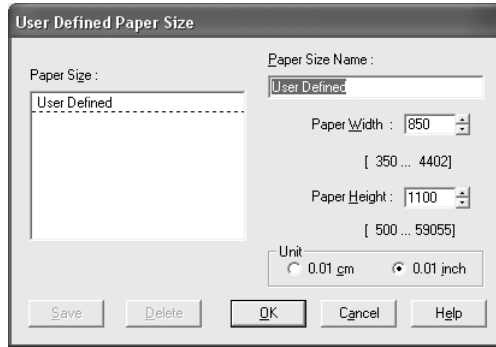 User Defined Paper Size
Paper Size :
User Defined
Paper Size Name :
User Defined
Paper Width : 850
[ 350 ... 4402]
Paper Height : 1100
[ 500 ... 59055]
Unit
0.01 cm 0.01 inch
Save Delete OK Cancel Help